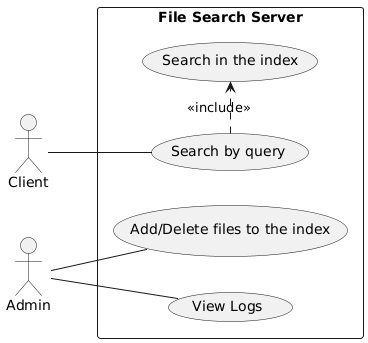 File Search Server
Search in the index
«include»
Search by query
Client
Add/Delete files to the index
Admin
View Logs